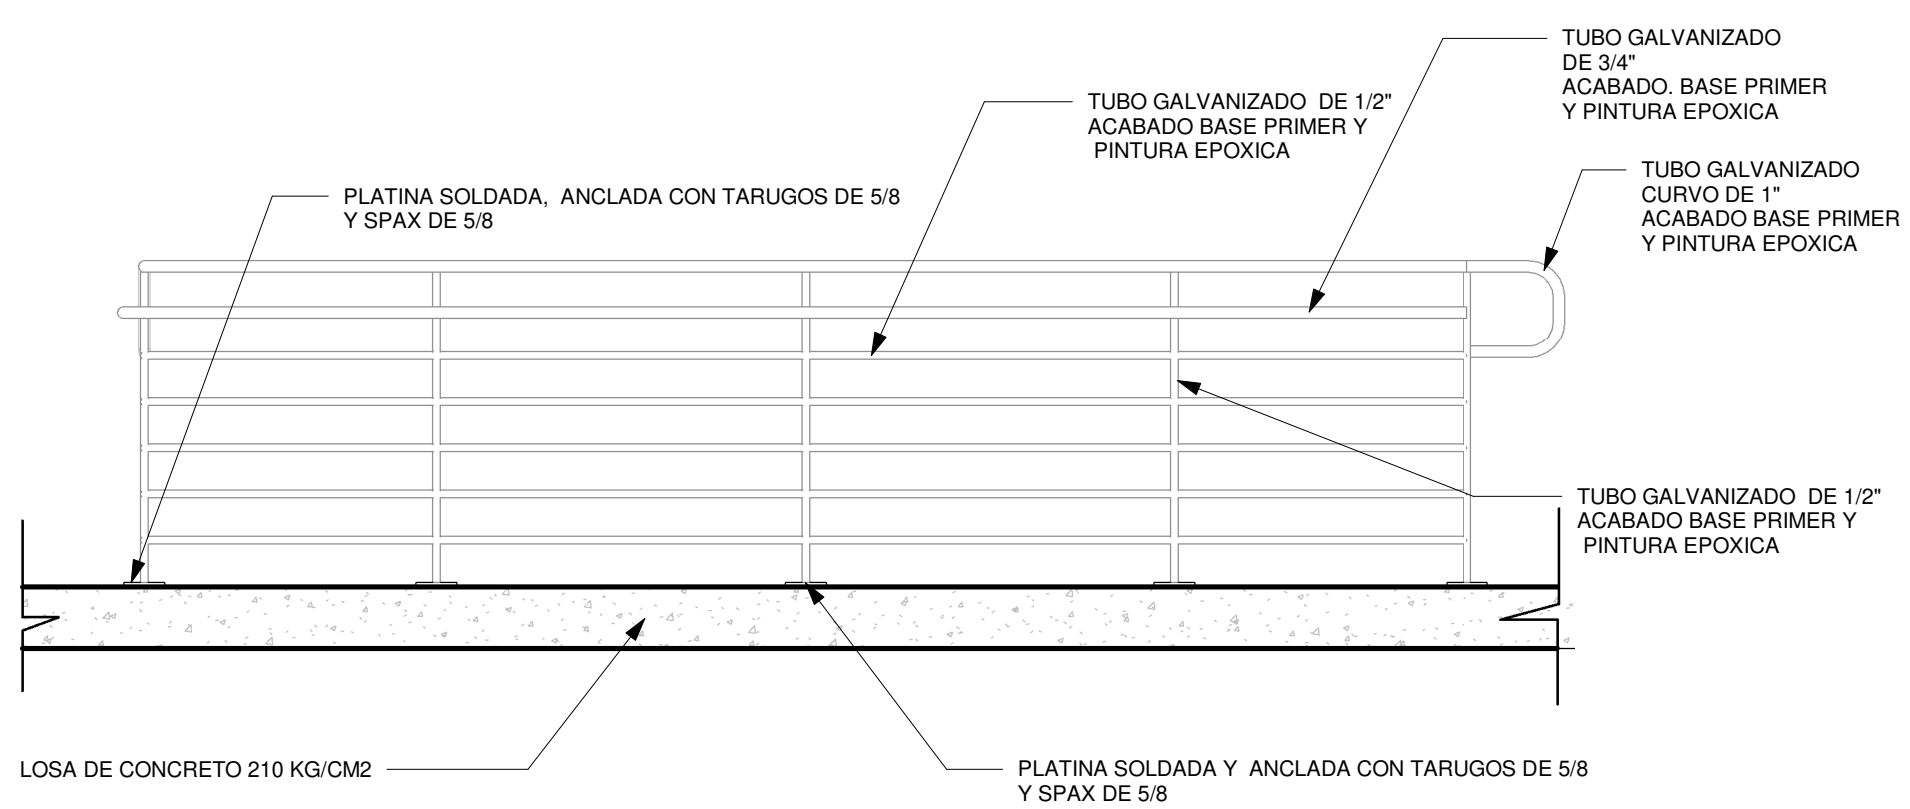 TUBO GALVANIZADO
DE 3/4"
ACABADO. BASE PRIMER
Y PINTURA EPOXICA
TUBO GALVANIZADO  DE 1/2"
ACABADO BASE PRIMER Y
PINTURA EPOXICA
TUBO GALVANIZADO
CURVO DE 1"
ACABADO BASE PRIMER
Y PINTURA EPOXICA
PLATINA SOLDADA,  ANCLADA CON TARUGOS DE 5/8
Y SPAX DE 5/8
TUBO GALVANIZADO  DE 1/2"
ACABADO BASE PRIMER Y
PINTURA EPOXICA
LOSA DE CONCRETO 210 KG/CM2
PLATINA SOLDADA Y  ANCLADA CON TARUGOS DE 5/8
Y SPAX DE 5/8